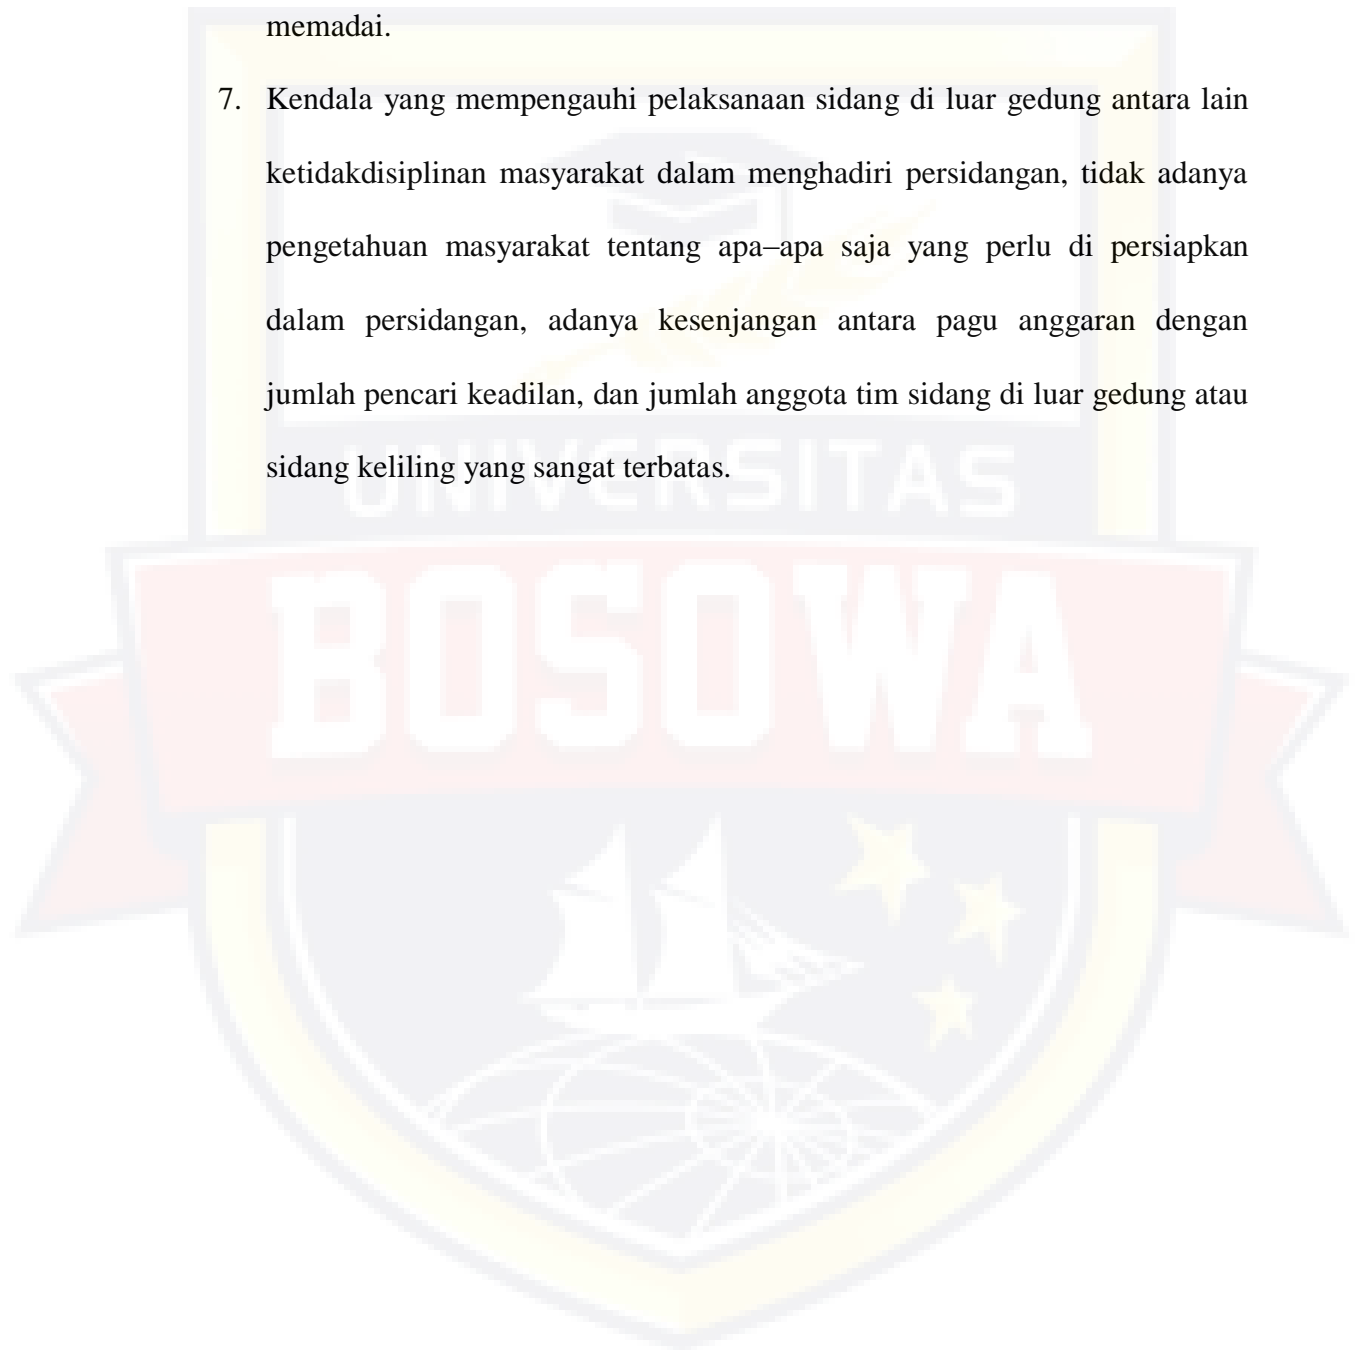 memadai.
7. Kendala yang mempengauhi pelaksanaan sidang di luar gedung antara lain
ketidakdisiplinan masyarakat dalam menghadiri persidangan, tidak adanya
pengetahuan masyarakat tentang apa–apa saja yang perlu di persiapkan
dalam persidangan, adanya kesenjangan antara pagu anggaran dengan
jumlah pencari keadilan, dan jumlah anggota tim sidang di luar gedung atau
sidang keliling yang sangat terbatas.
UNIVERSITAS
BOSOWA